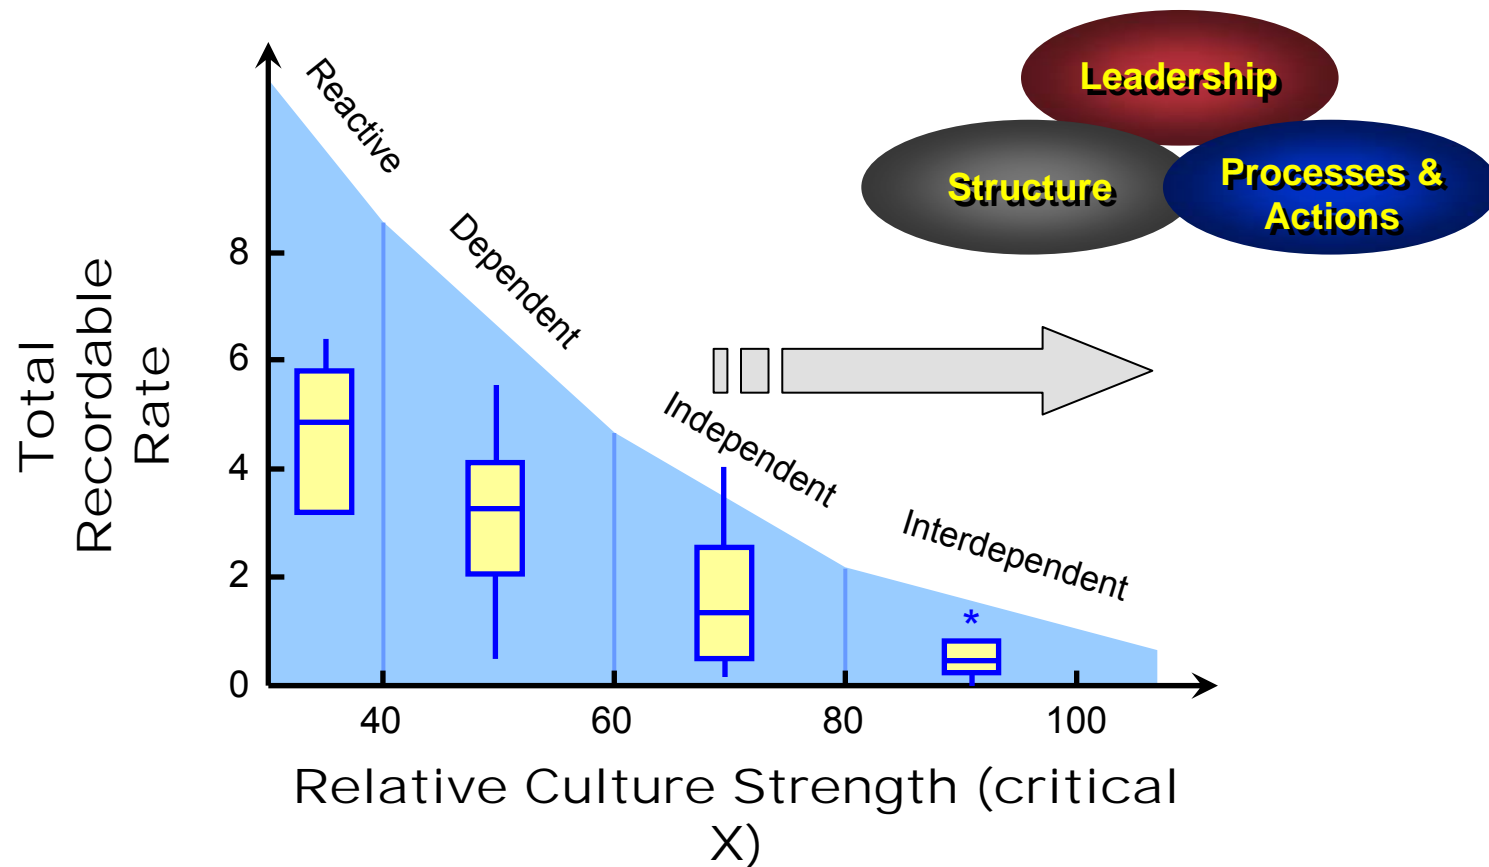 Leadership
Structure
Processes &
Actions
Reactive
Dependent
Independent
Interdependent
*
Total
Recordable
Rate
8
6
4
2
0
40
60
80
100
Relative Culture Strength (critical
X)